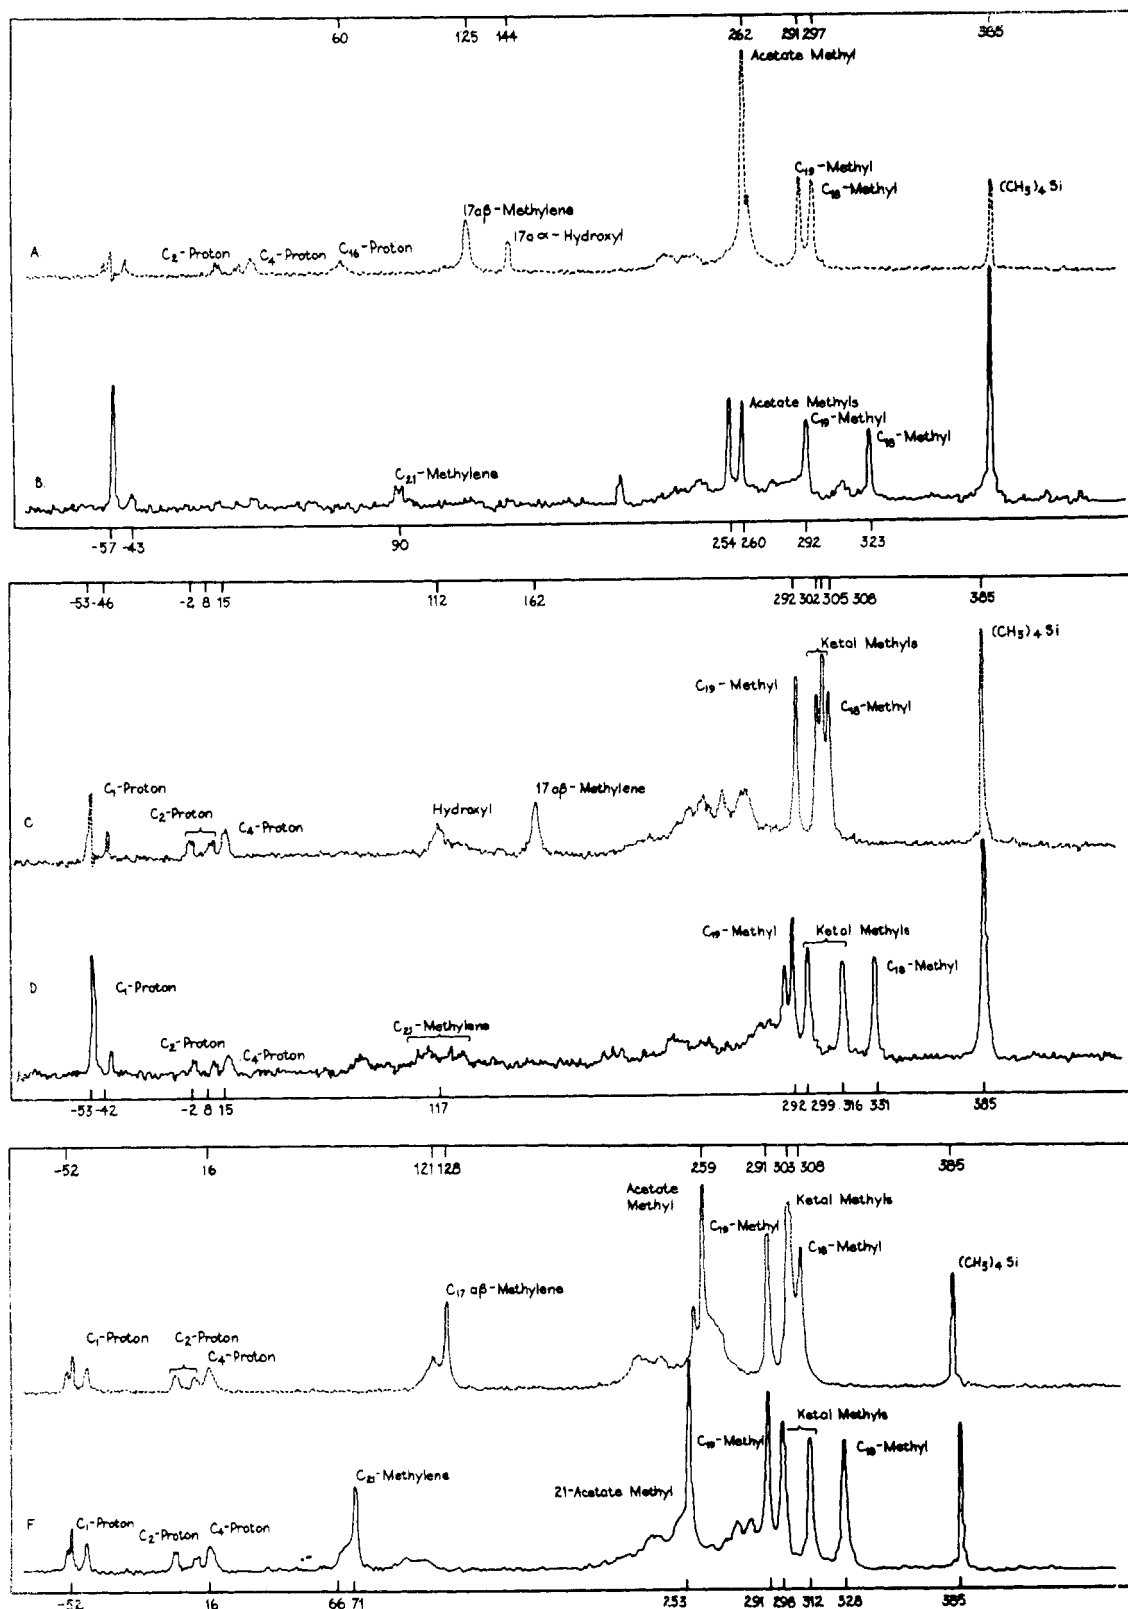 60 125 144 262 291 297 365
Acetate Methyl
C₁₉-Methyl
C₁₈-Methyl
(CH₃)₄ Si
17aβ-Methylene
17a α-Hydroxyl
A. C₂-Proton C₄-Proton C₁₆-Proton
Acetate Methyls
C₁₉-Methyl
C₁₈-Methyl
C₂₁-Methylene
B.
-57 -43 90 254 260 292 323
-53 -46 -2 8 15 112 162 292 302 305 308 385
(CH₃)₄ Si
Ketal Methyls
C₁₉-Methyl
C₁₈-Methyl
C₁-Proton
17aβ-Methylene
C₂-Proton Hydroxyl
C C₄-Proton
C₁₉-Methyl Ketal Methyls
C₁₈-Methyl
D C₁-Proton
C₂₁-Methylene
C₂-Proton
C₄-Proton
-53 -42 -2 8 15 117 292 299 316 331 385
-52 16 121 128 259 291 303 308 385
Acetate
Methyl
Ketal Methyls
C₁₉-Methyl
C₁₈-Methyl
(CH₃)₄ Si
C₁₇ aβ-Methylene
C₁-Proton C₂-Proton
C₄-Proton
Ketal Methyls
C₁₉-Methyl C₁₈-Methyl
C₂₁-Methylene
21-Acetate Methyl
F C₁-Proton C₂-Proton C₄-Proton
-52 16 66 71 253 291 298 312 328 385